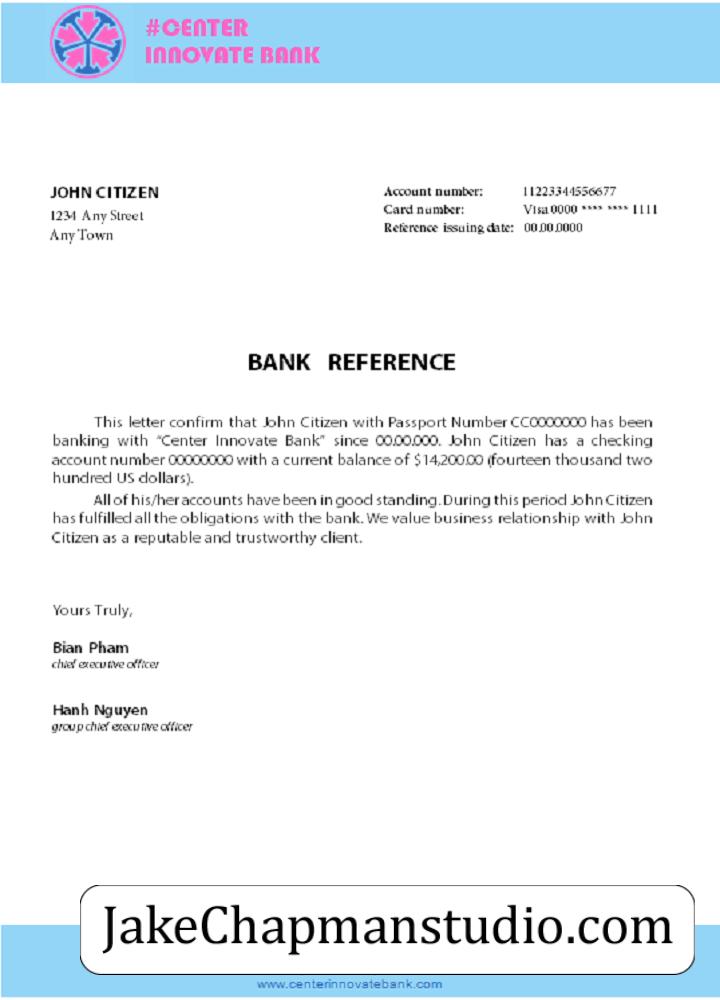 #CENTER
INNOVATE BANK
JOHN CITIZEN
1234 Any Street
Any Town
Account number: 11223344556677
Card number: Visa 0000 **** **** 1111
Reference issuing date: 00.00.0000
BANK REFERENCE
This letter confirm that John Citizen with Passport Number CC0000000 has been
banking with “Center Innovate Bank” since 00.00.000. John Citizen has a checking
account number 00000000 with a current balance of $14,200.00 (fourteen thousand two
hundred US dollars).
All of his/her accounts have been in good standing. During this period John Citizen
has fulfilled all the obligations with the bank. We value business relationship with John
Citizen as a reputable and trustworthy client.
Yours Truly,
Bian Pham
chief executive officer
Hanh Nguyen
group chief executive officer
JakeChapmanstudio.com
www.centerinnovatebank.com